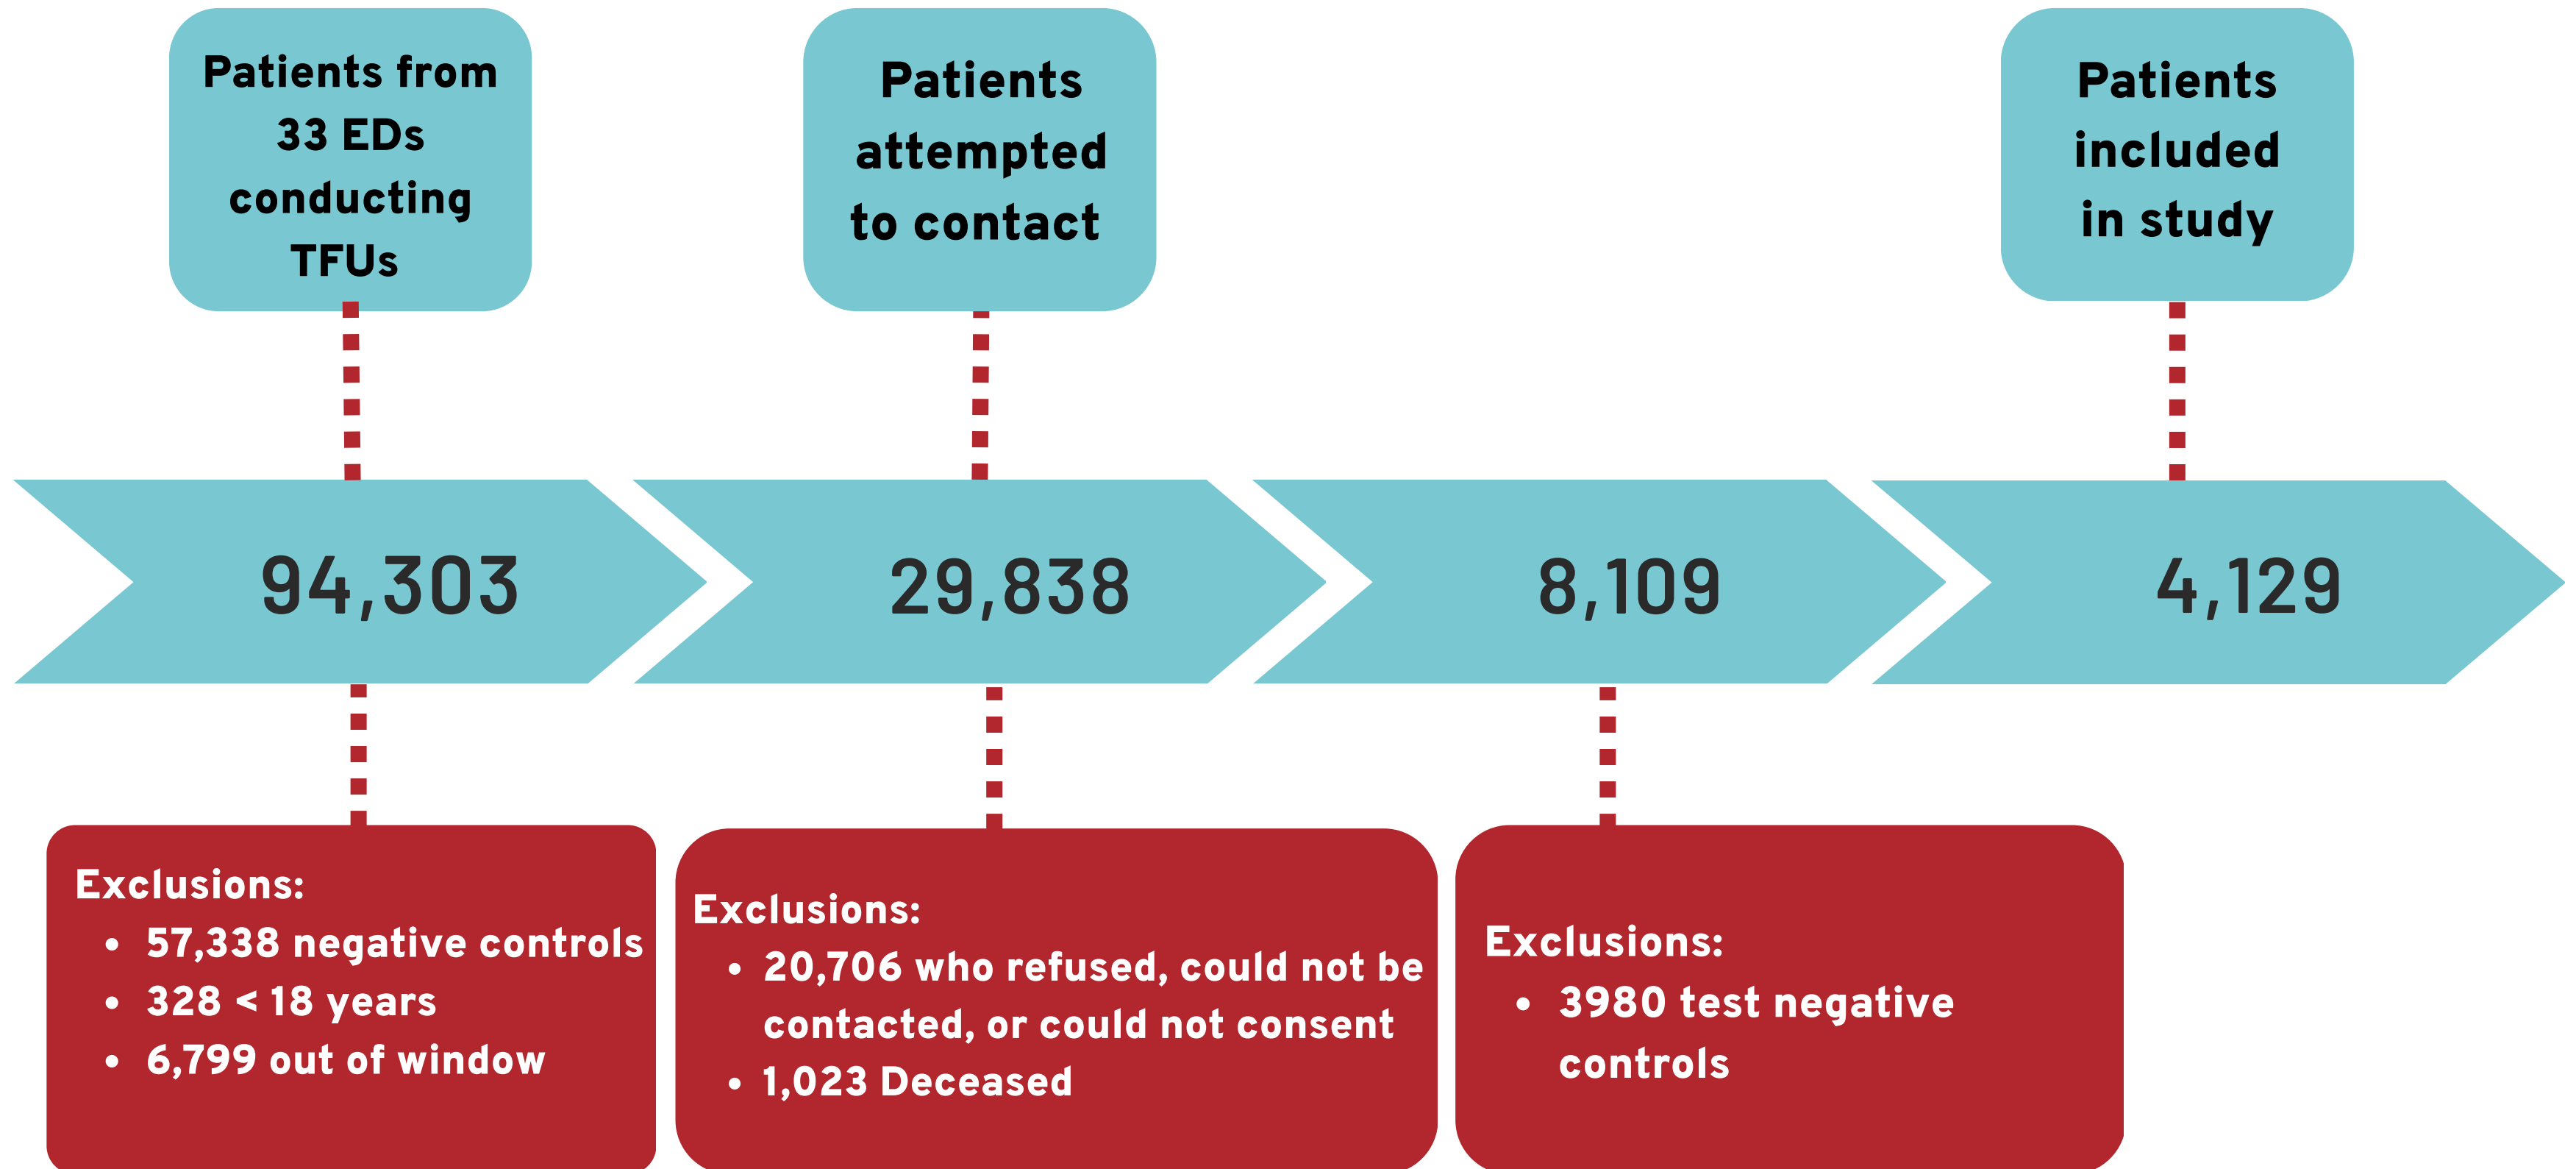 Patients from
33 EDs
conducting
TFUs
Patients
attempted
to contact
Patients
included
in study
94,303
29,838
8,109
4,129
Exclusions:
• 57,338 negative controls
• 328 < 18 years
• 6,799 out of window
Exclusions:
• 20,706 who refused, could not be
contacted, or could not consent
• 1,023 Deceased
Exclusions:
• 3980 test negative
controls